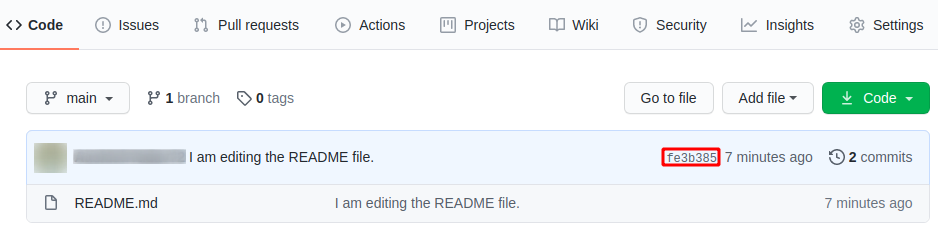 Code Issues Pull requests Actions Projects Wiki Security Insights Settings
main 1 branch 0 tags Go to file Add file Code
I am editing the README file. fe3b385 7 minutes ago 2 commits
README.md I am editing the README file. 7 minutes ago